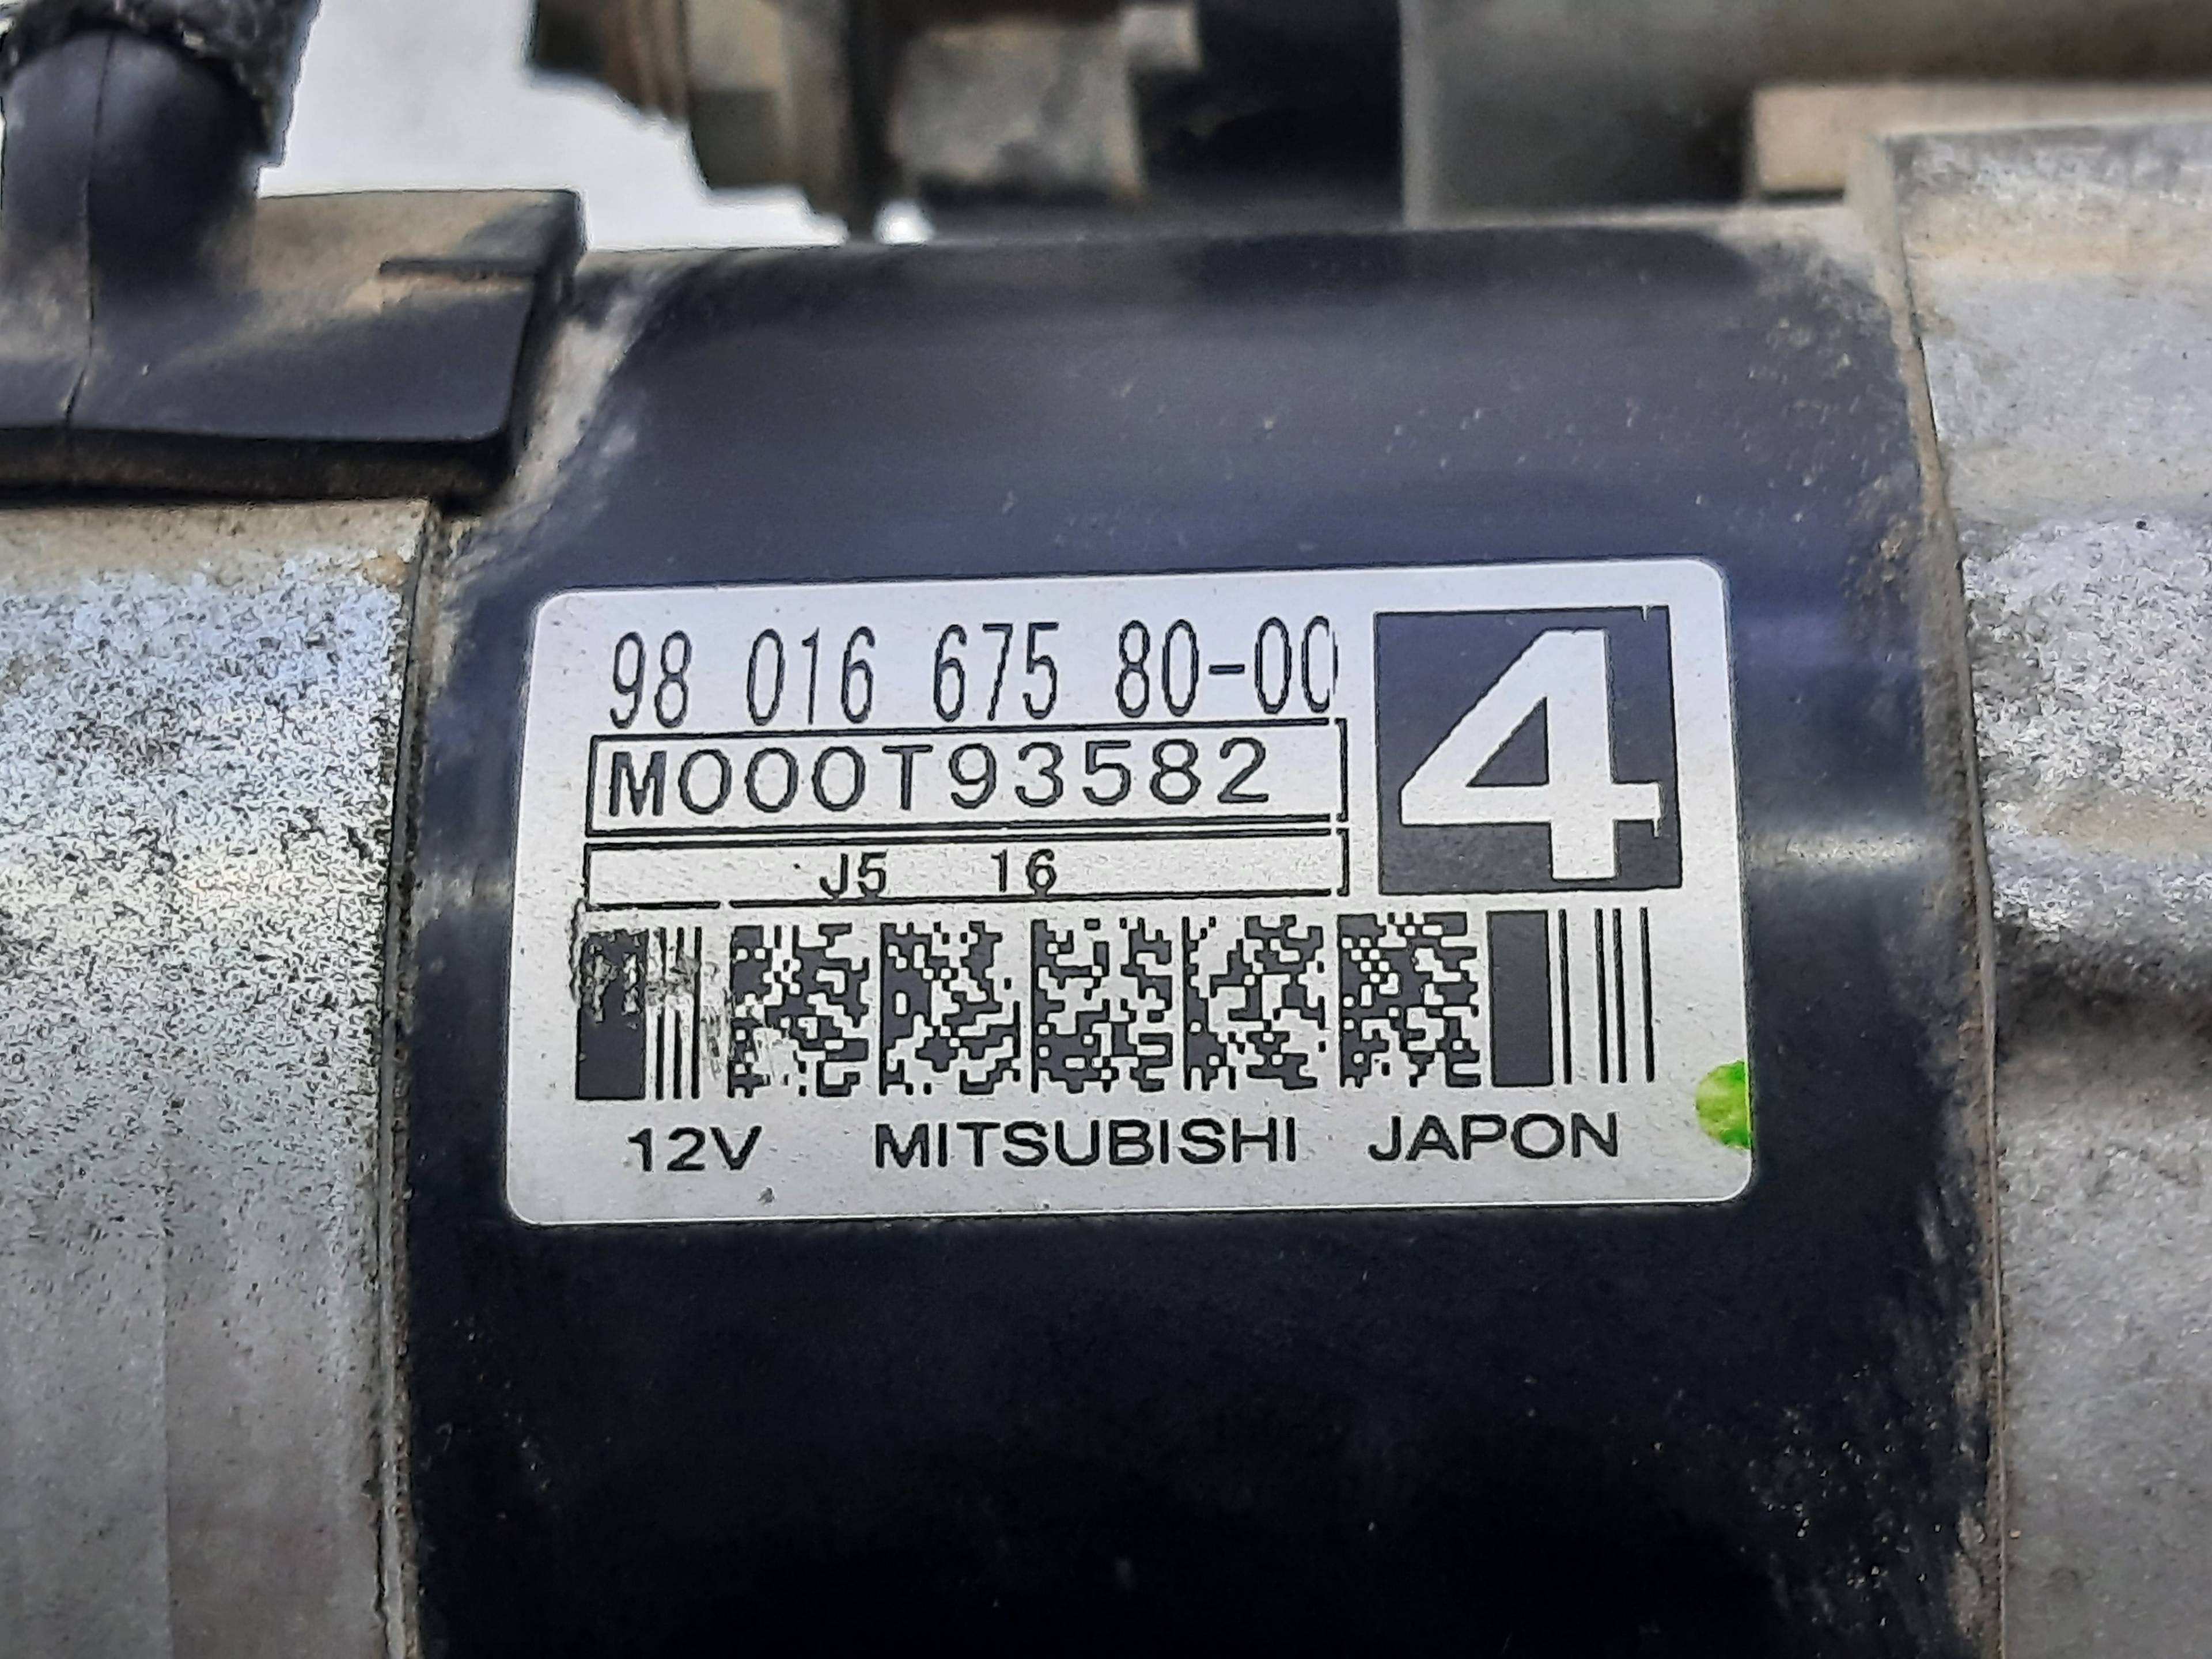 98 016 675 80-00
4
M000T93582
J5 16
12V MITSUBISHI JAPON